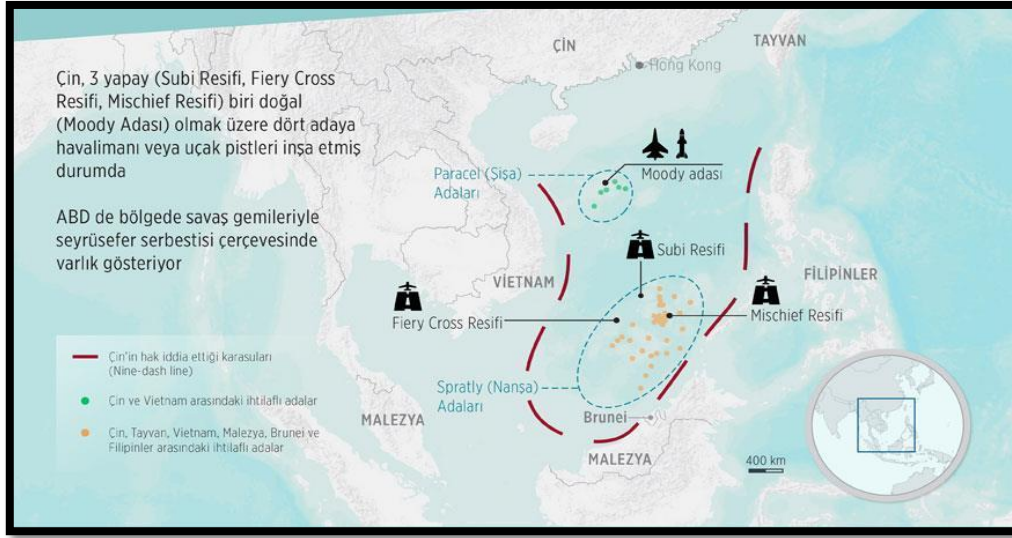 Çin, 3 yapay (Subi Resifi, Fiery Cross
Resifi, Mischief Resifi) biri doğal
(Moody Adası) olmak üzere dört adaya
havalimanı veya uçak pistleri inşa etmiş
durumda
ABD de bölgede savaş gemileriyle
seyrüsefer serbestisi çerçevesinde
varlık gösteriyor
ÇİN
TAYVAN
Hong Kong
Paracel (Şişa)
Adaları
Moody adası
Subi Resifi
VİETNAM
FİLİPİNLER
Fiery Cross Resifi
Mischief Resifi
Spratly (Nanşa)
Adaları
Brunei
MALEZYA
MALEZYA
400 km
Çin'in hak iddia ettiği karasuları
(Nine-dash line)
Çin ve Vietnam arasındaki ihtilaflı adalar
Çin, Tayvan, Vietnam, Malezya, Brunei ve
Filipinler arasındaki ihtilaflı adalar